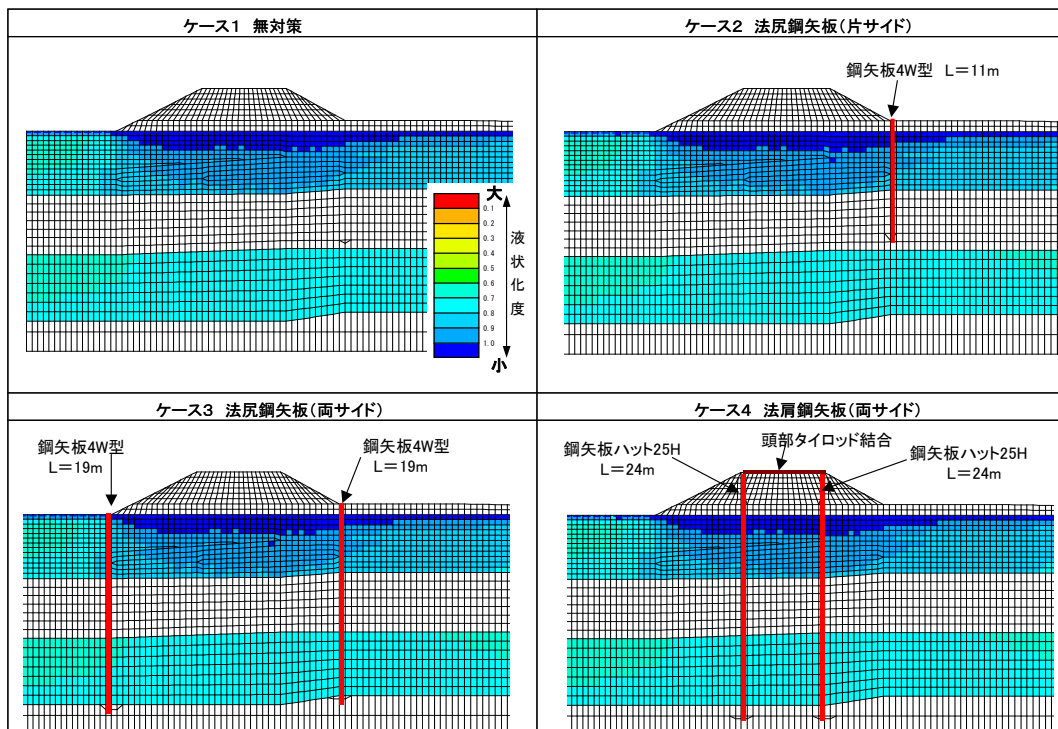 ケース1 無対策
ケース2 法尻鋼矢板(片サイド)
鋼矢板4W型 L=11m
大
0.1
0.2
0.3
0.4
0.5
0.6
0.7
0.8
0.9
1.0
液状化度
小
ケース3 法尻鋼矢板(両サイド)
ケース4 法肩鋼矢板(両サイド)
鋼矢板4W型
L=19m
鋼矢板4W型
L=19m
頭部タイロッド結合
鋼矢板ハット25H
L=24m
鋼矢板ハット25H
L=24m